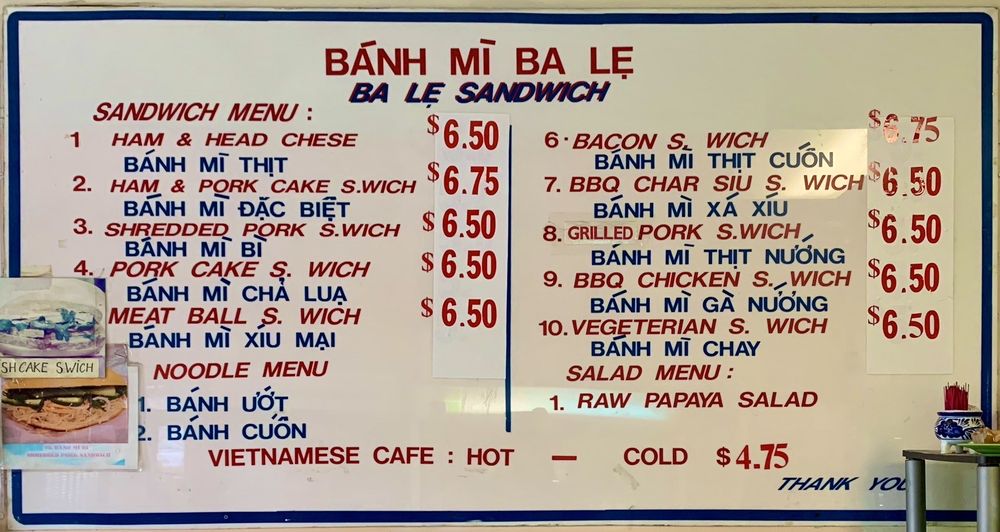 BÁNH MÌ BA LẸ
BA LẸ SANDWICH
SANDWICH MENU :
1 HAM & HEAD CHESE $6.50
BÁNH MÌ THỊT
2. HAM & PORK CAKE S.WICH $6.75
BÁNH MÌ ĐẶC BIỆT
3. SHREDDED PORK S.WICH $6.50
BÁNH MÌ BÌ
4. PORK CAKE S. WICH $6.50
BÁNH MÌ CHẢ LUẠ
MEAT BALL S. WICH $6.50
BÁNH MÌ XÍU MẠI
NOODLE MENU
1. BÁNH ƯỚT
2. BÁNH CUỐN
6. BACON S. WICH $6.75
BÁNH MÌ THỊT CUỐN
7. BBQ CHAR SIU S. WICH $6.50
BÁNH MÌ XÁ XÍU
8. GRILLED PORK S.WICH $6.50
BÁNH MÌ THỊT NƯỚNG
9. BBQ CHICKEN S. WICH $6.50
BÁNH MÌ GÀ NƯỚNG
10. VEGETERIAN S. WICH $6.50
BÁNH MÌ CHAY
SALAD MENU :
1. RAW PAPAYA SALAD
VIETNAMESE CAFE : HOT — COLD $4.75
THANK YOU
SH CAKE S.WICH
SHREDDED PORK SANDWICH